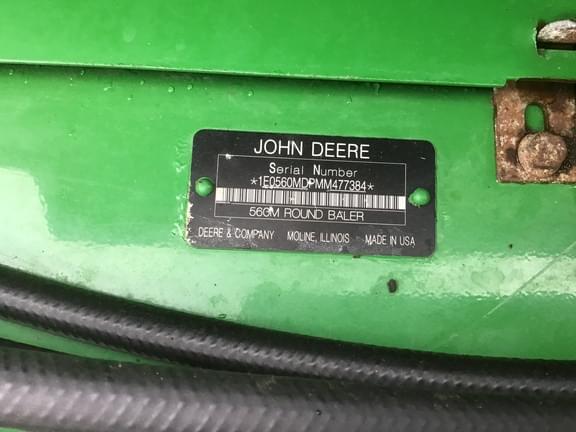 JOHN DEERE
Serial Number
*1E0560MDPMM477384*
560M ROUND BALER
DEERE & COMPANY MOLINE, ILLINOIS MADE IN USA